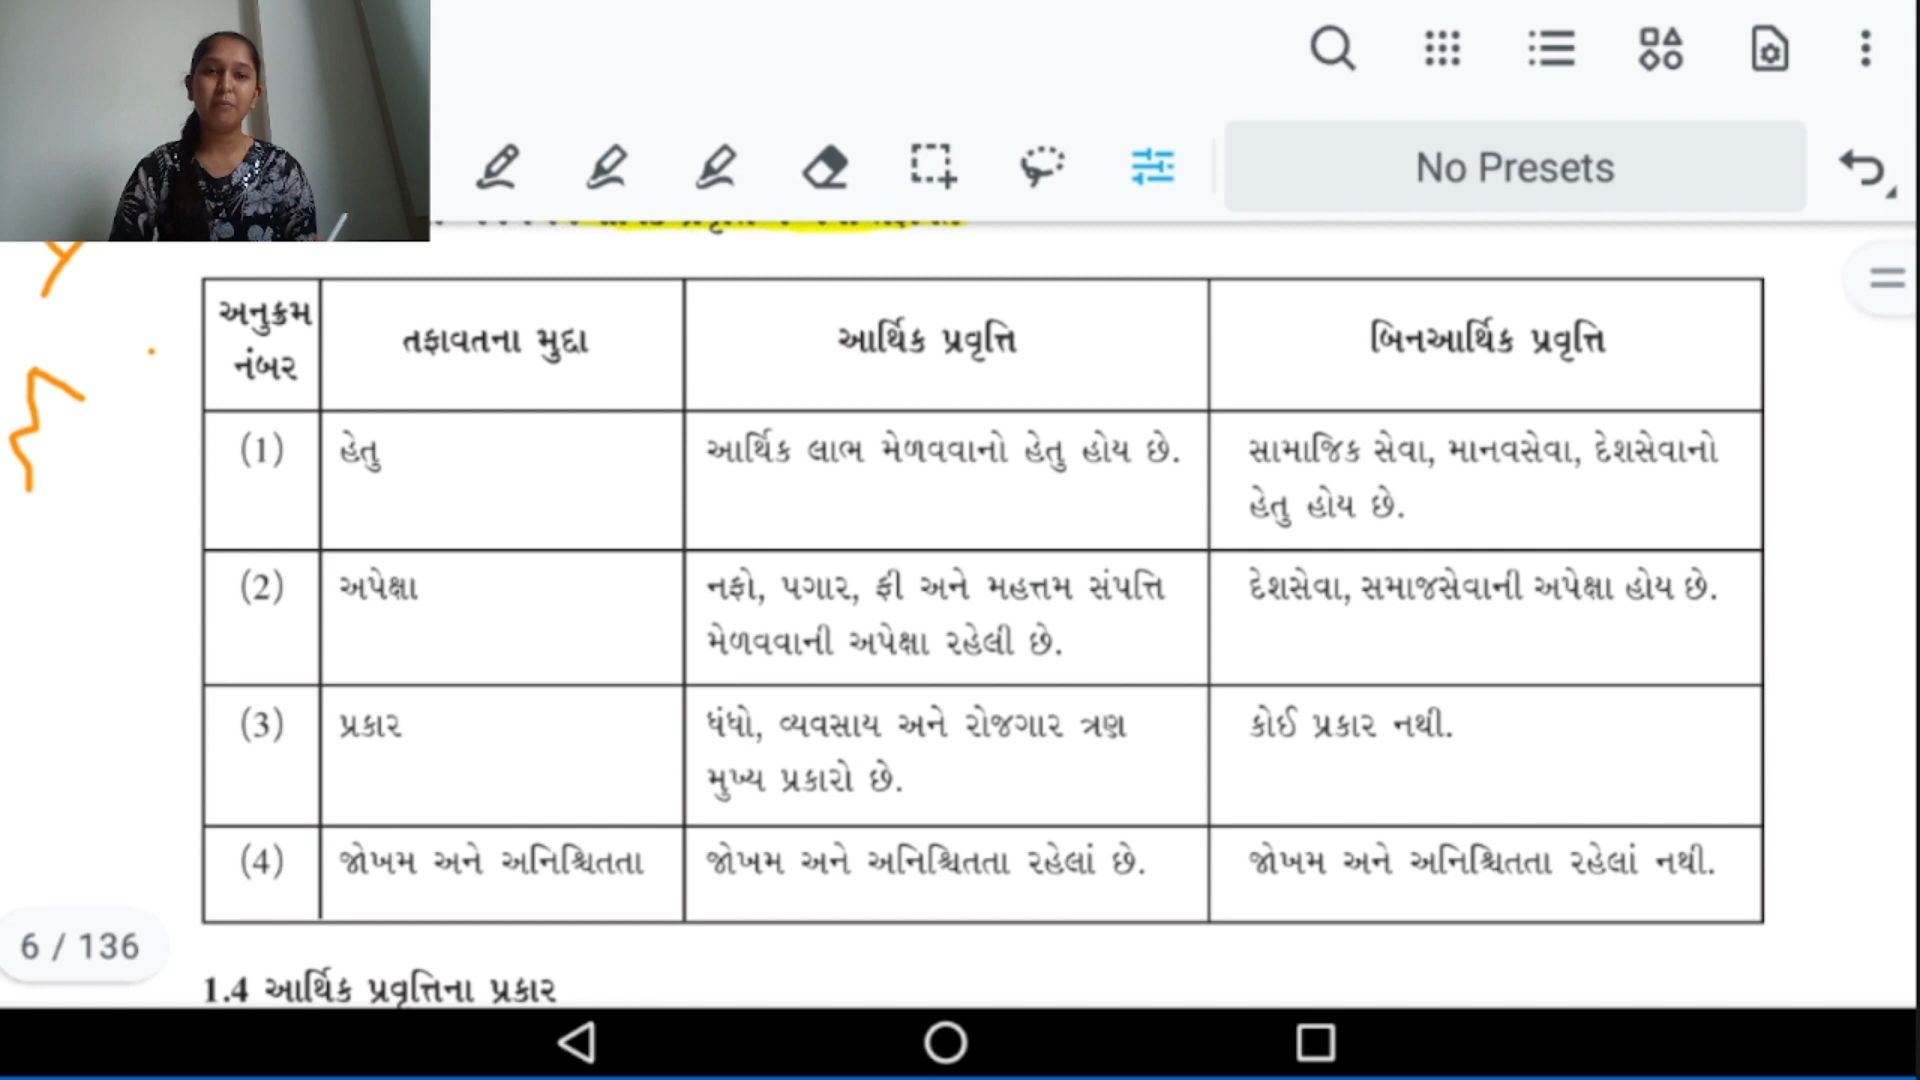 No Presets
અનુક્રમ
નંબર
તફાવતના મુદ્દા
આર્થિક પ્રવૃત્તિ
બિનઆર્થિક પ્રવૃત્તિ
(1)
હેતુ
આર્થિક લાભ મેળવવાનો હેતુ હોય છે.
સામાજિક સેવા, માનવસેવા, દેશસેવાનો
હેતુ હોય છે.
(2)
અપેક્ષા
નફો, પગાર, ફી અને મહત્તમ સંપત્તિ
મેળવવાની અપેક્ષા રહેલી છે.
દેશસેવા, સમાજસેવાની અપેક્ષા હોય છે.
(3)
પ્રકાર
ધંધો, વ્યવસાય અને રોજગાર ત્રણ
મુખ્ય પ્રકારો છે.
કોઈ પ્રકાર નથી.
(4)
જોખમ અને અનિશ્ચિતતા
જોખમ અને અનિશ્ચિતતા રહેલાં છે.
જોખમ અને અનિશ્ચિતતા રહેલાં નથી.
6 / 136
1.4 આર્થિક પ્રવૃત્તિના પ્રકાર